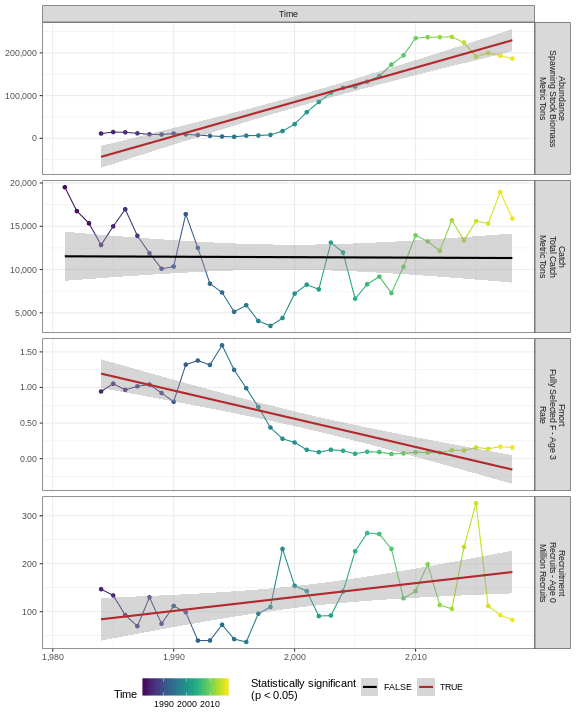 Time
200,000
100,000
0
Abundance
Spawning Stock Biomass
Metric Tons
20,000
15,000
10,000
5,000
Catch
Total Catch
Metric Tons
1.50
1.00
0.50
0.00
Fmort
Fully Selected F - Age 3
Rate
300
200
100
Recruitment
Recruits - Age 0
Million Recruits
1,980 1,990 2,000 2,010
Time
1990 2000 2010
Statistically significant
(p < 0.05)
FALSE TRUE